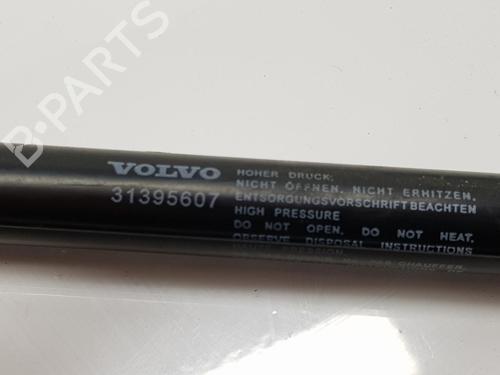 B-PARTS
VOLVO
31395607
HOHER DRUCK,
NICHT ÖFFNEN, NICHT ERHITZEN,
ENTSORGUNGSVORSCHRIFT BEACHTEN
HIGH PRESSURE
DO NOT OPEN, DO NOT HEAT,
OBSERVE DISPOSAL INSTRUCTIONS